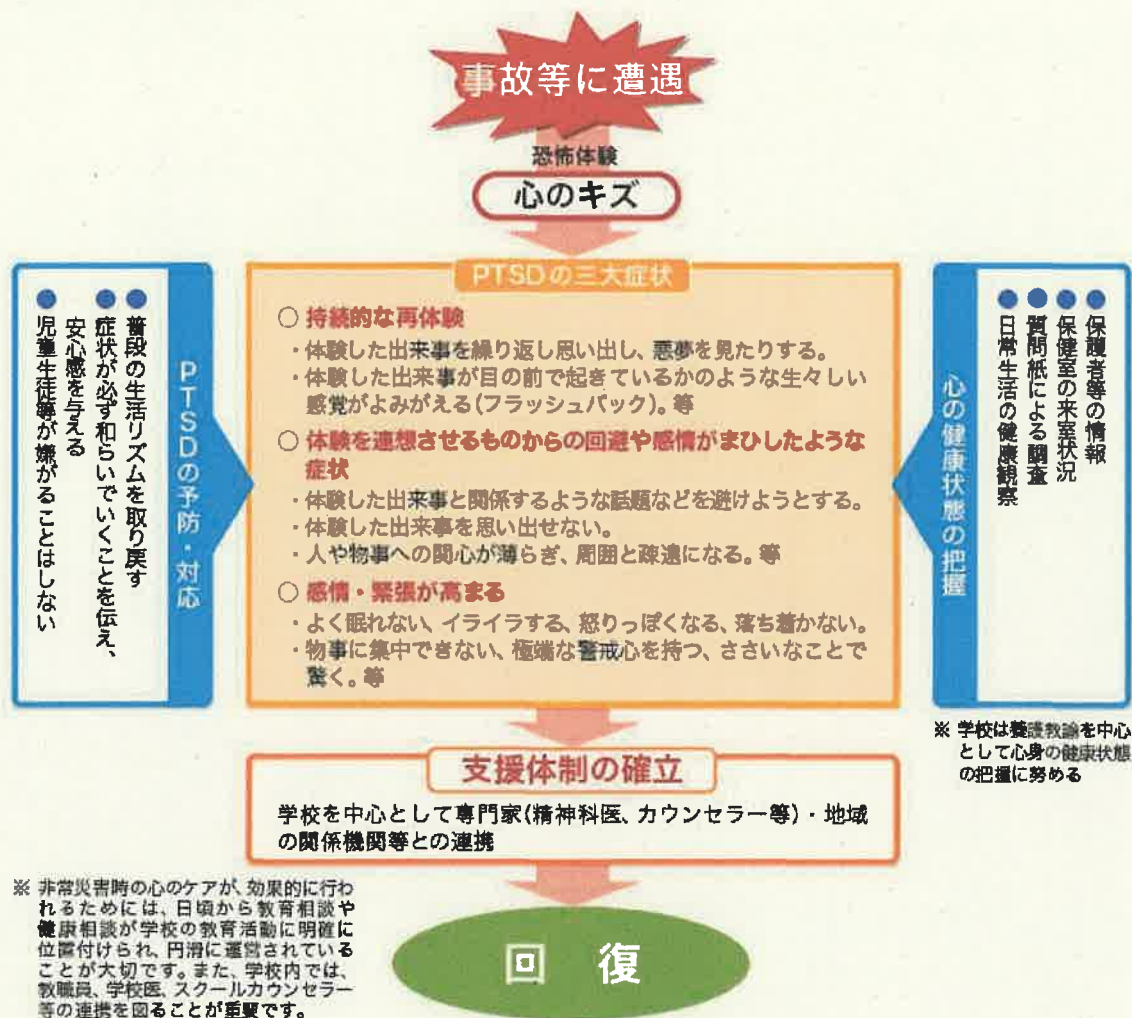 事故等に遭遇
恐怖体験
心のキズ
PTSDの予防・対応
● 普段の生活リズムを取り戻す
● 症状が必ず和らいでいくことを伝え、
安心感を与える
● 児童生徒等が嫌がることはしない
PTSDの三大症状
○ 持続的な再体験
・体験した出来事を繰り返し思い出し、悪夢を見たりする。
・体験した出来事が目の前で起きているかのような生々しい
感覚がよみがえる(フラッシュバック)。等
○ 体験を連想させるものからの回避や感情がまひしたような
症状
・体験した出来事と関係するような話題などを避けようとする。
・体験した出来事を思い出せない。
・人や物事への関心が薄らぎ、周囲と疎遠になる。等
○ 感情・緊張が高まる
・よく眠れない、イライラする、怒りっぽくなる、落ち着かない。
・物事に集中できない、極端な警戒心を持つ、ささいなことで
驚く。等
心の健康状態の把握
● 保護者等の情報
● 保健室の来室状況
● 質問紙による調査
● 日常生活の健康観察
※ 学校は養護教諭を中心
として心身の健康状態
の把握に努める
支援体制の確立
学校を中心として専門家(精神科医、カウンセラー等)・地域
の関係機関等との連携
※ 非常災害時の心のケアが、効果的に行わ
れるためには、日頃から教育相談や
健康相談が学校の教育活動に明確に
位置付けられ、円滑に運営されている
ことが大切です。また、学校内では、
教職員、学校医、スクールカウンセラー
等の連携を図ることが重要です。
回復